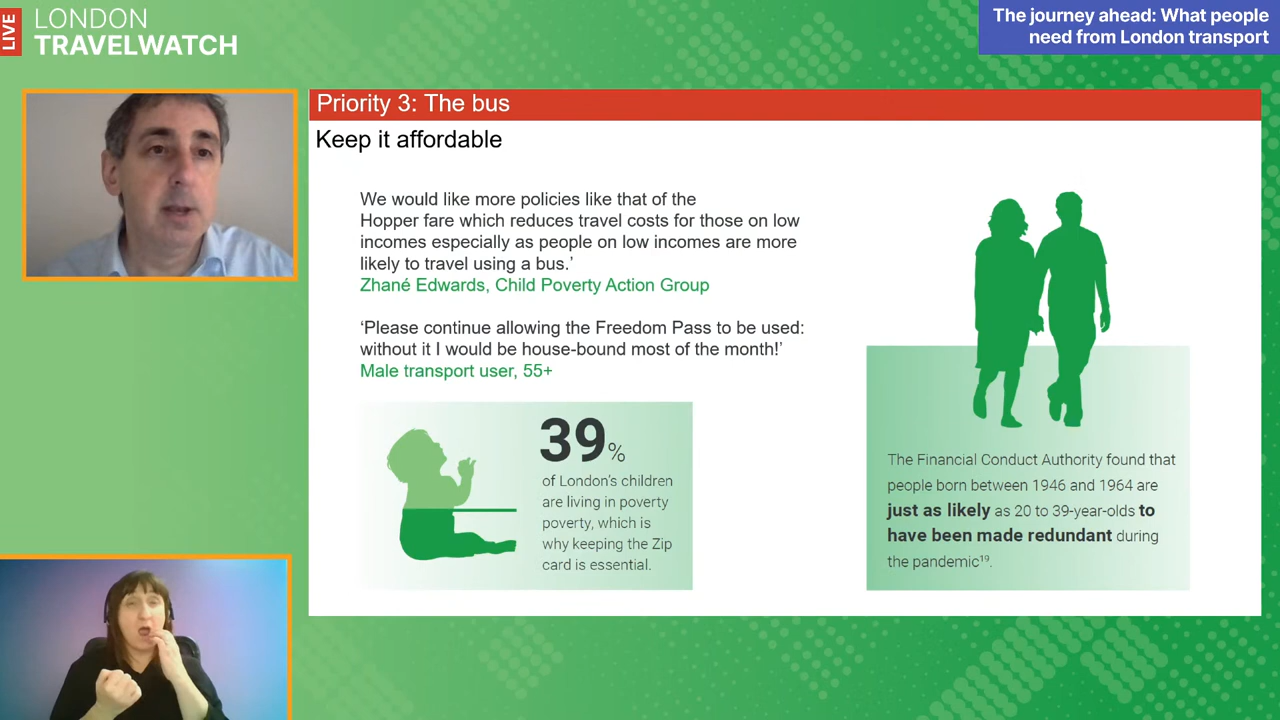 LIVE
LONDON
TRAVELWATCH
The journey ahead: What people
need from London transport
Priority 3: The bus
Keep it affordable
We would like more policies like that of the
Hopper fare which reduces travel costs for those on low
incomes especially as people on low incomes are more
likely to travel using a bus.’
Zhané Edwards, Child Poverty Action Group
‘Please continue allowing the Freedom Pass to be used:
without it I would be house-bound most of the month!’
Male transport user, 55+
39%
of London's children
are living in poverty
poverty, which is
why keeping the Zip
card is essential.
The Financial Conduct Authority found that
people born between 1946 and 1964 are
just as likely as 20 to 39-year-olds to
have been made redundant during
the pandemic¹⁹.